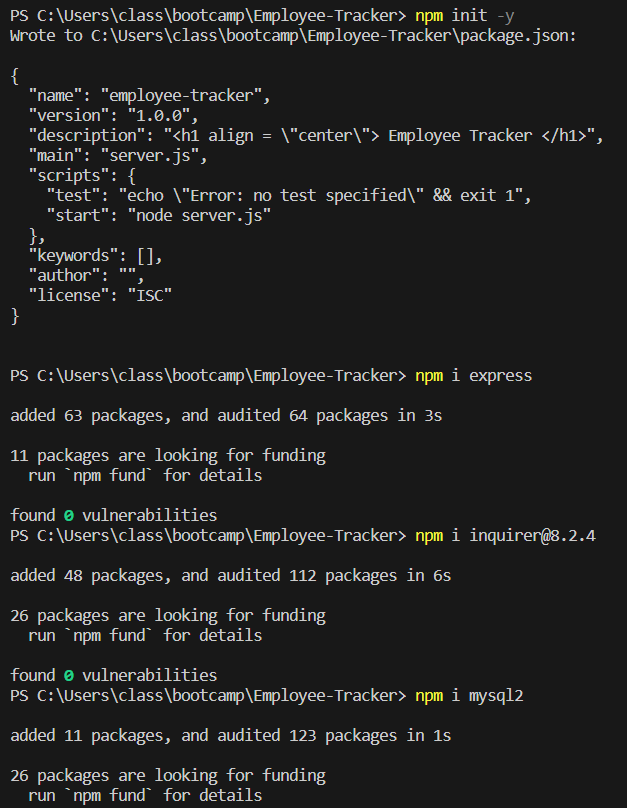 PS C:\Users\class\bootcamp\Employee-Tracker> npm init -y
Wrote to C:\Users\class\bootcamp\Employee-Tracker\package.json:
{
  "name": "employee-tracker",
  "version": "1.0.0",
  "description": "<h1 align = \"center\"> Employee Tracker </h1>",
  "main": "server.js",
  "scripts": {
    "test": "echo \"Error: no test specified\" && exit 1",
    "start": "node server.js"
  },
  "keywords": [],
  "author": "",
  "license": "ISC"
}
PS C:\Users\class\bootcamp\Employee-Tracker> npm i express
added 63 packages, and audited 64 packages in 3s
11 packages are looking for funding
  run `npm fund` for details
found 0 vulnerabilities
PS C:\Users\class\bootcamp\Employee-Tracker> npm i inquirer@8.2.4
added 48 packages, and audited 112 packages in 6s
26 packages are looking for funding
  run `npm fund` for details
found 0 vulnerabilities
PS C:\Users\class\bootcamp\Employee-Tracker> npm i mysql2
added 11 packages, and audited 123 packages in 1s
26 packages are looking for funding
  run `npm fund` for details